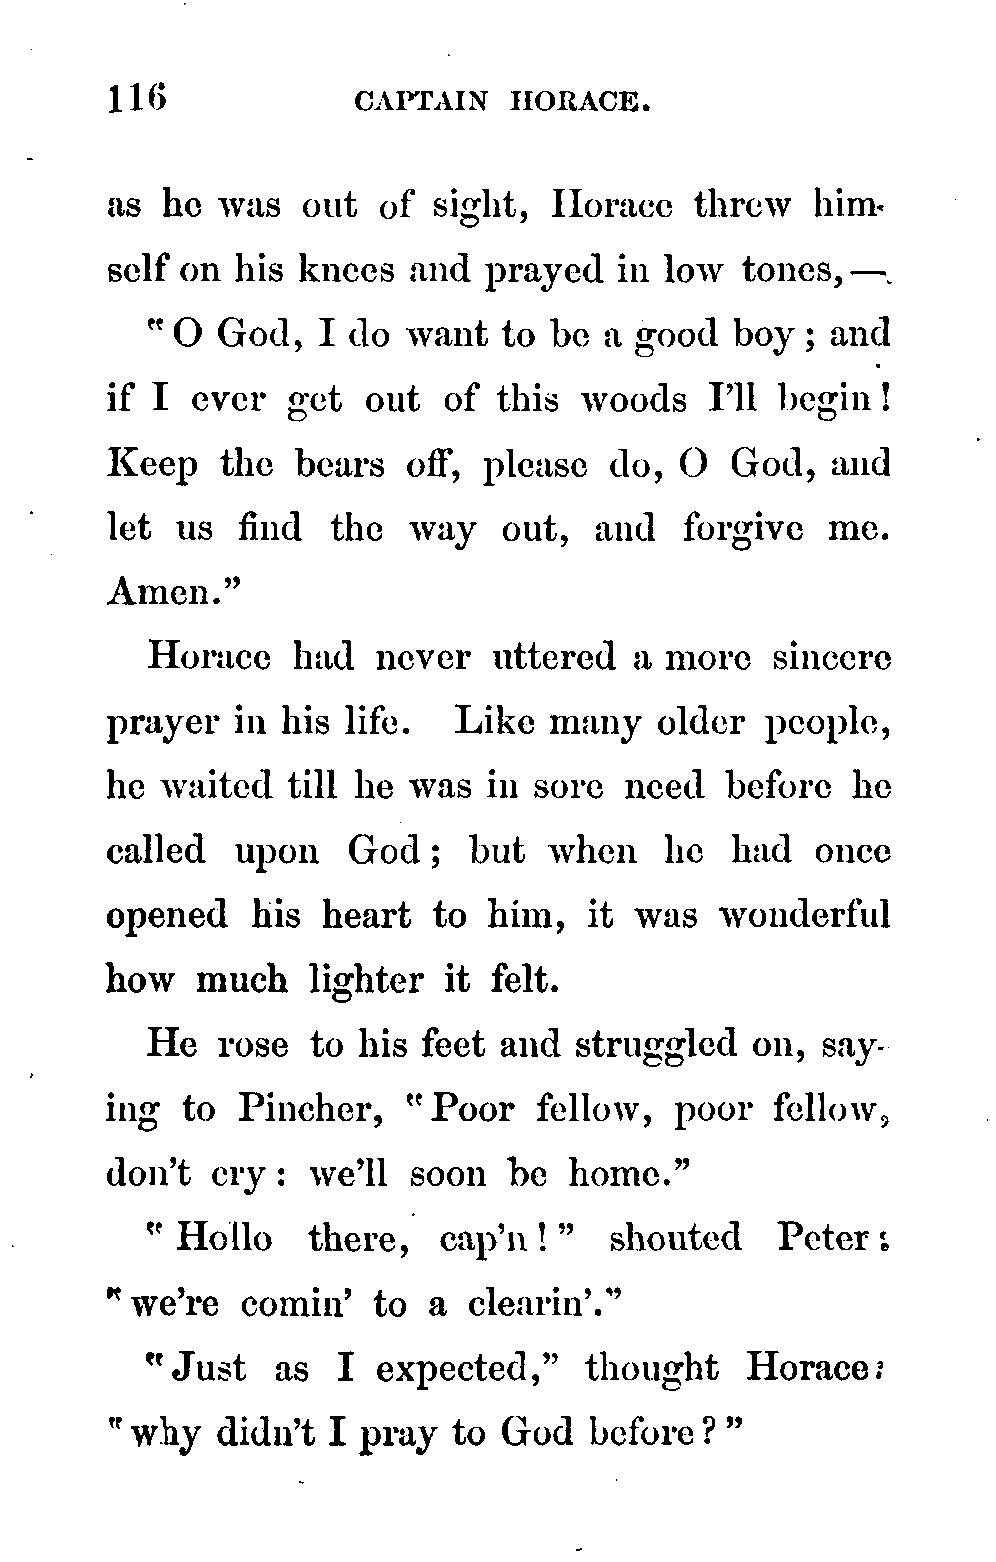 116 CAPTAIN HORACE.
as he was out of sight, Horace threw him-
self on his knees and prayed in low tones,—
"O God, I do want to be a good boy; and
if I ever get out of this woods I'll begin!
Keep the bears off, please do, O God, and
let us find the way out, and forgive me.
Amen."
Horace had never uttered a more sincere
prayer in his life. Like many older people,
he waited till he was in sore need before he
called upon God; but when he had once
opened his heart to him, it was wonderful
how much lighter it felt.
He rose to his feet and struggled on, say-
ing to Pincher, "Poor fellow, poor fellow,
don't cry: we'll soon be home."
"Hollo there, cap'n!" shouted Peter;
"we're comin' to a clearin'."
"Just as I expected," thought Horace;
"why didn't I pray to God before?"